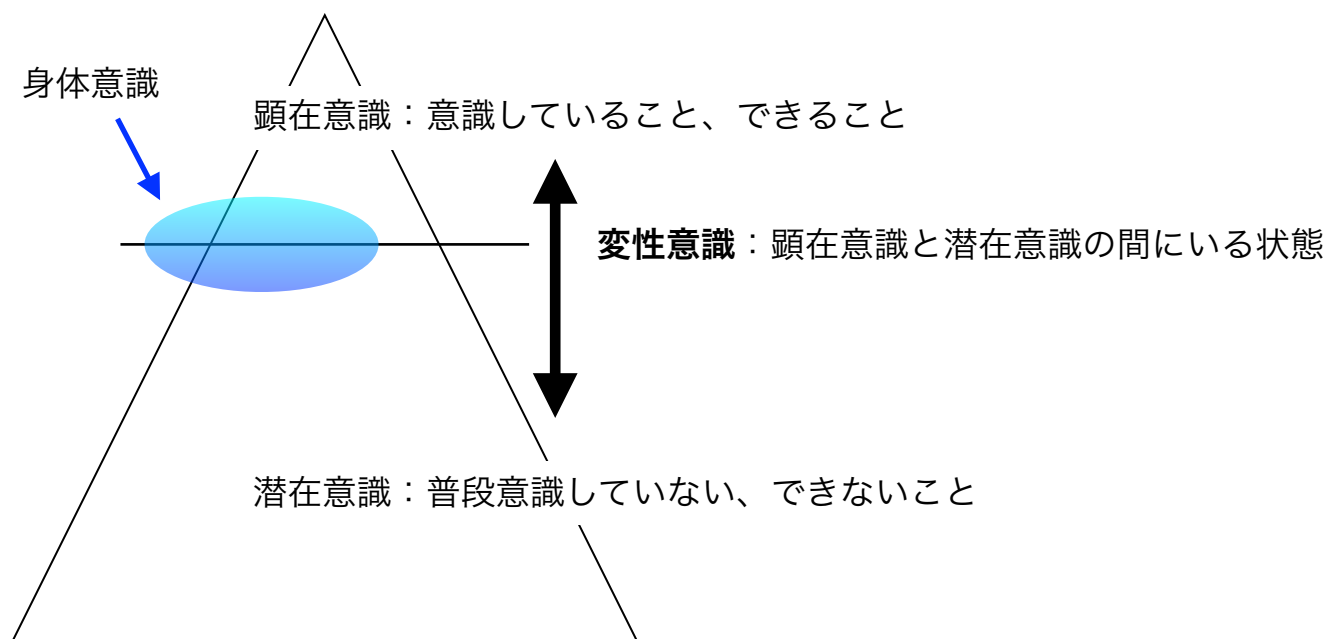 身体意識
顕在意識：意識していること、できること
変性意識：顕在意識と潜在意識の間にいる状態
潜在意識：普段意識していない、できないこと